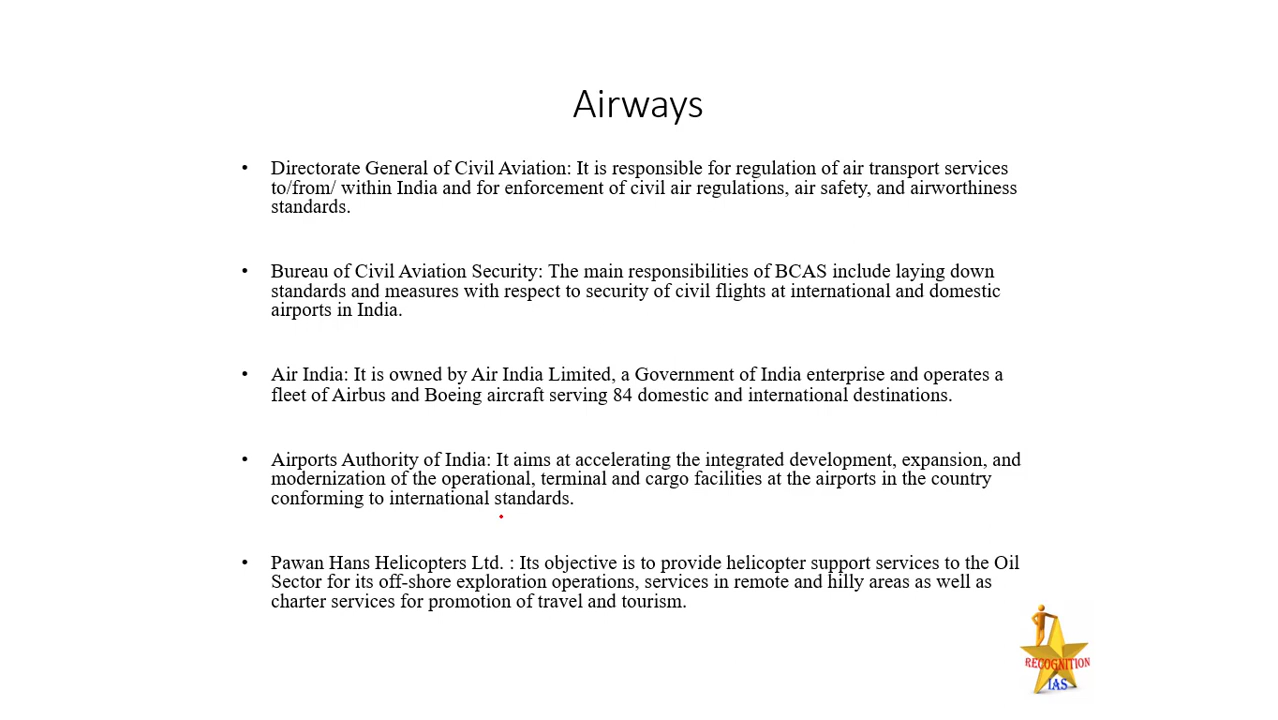 Airways
• Directorate General of Civil Aviation: It is responsible for regulation of air transport services
to/from/ within India and for enforcement of civil air regulations, air safety, and airworthiness
standards.
• Bureau of Civil Aviation Security: The main responsibilities of BCAS include laying down
standards and measures with respect to security of civil flights at international and domestic
airports in India.
• Air India: It is owned by Air India Limited, a Government of India enterprise and operates a
fleet of Airbus and Boeing aircraft serving 84 domestic and international destinations.
• Airports Authority of India: It aims at accelerating the integrated development, expansion, and
modernization of the operational, terminal and cargo facilities at the airports in the country
conforming to international standards.
• Pawan Hans Helicopters Ltd. : Its objective is to provide helicopter support services to the Oil
Sector for its off-shore exploration operations, services in remote and hilly areas as well as
charter services for promotion of travel and tourism.
RECOGNITION
IAS